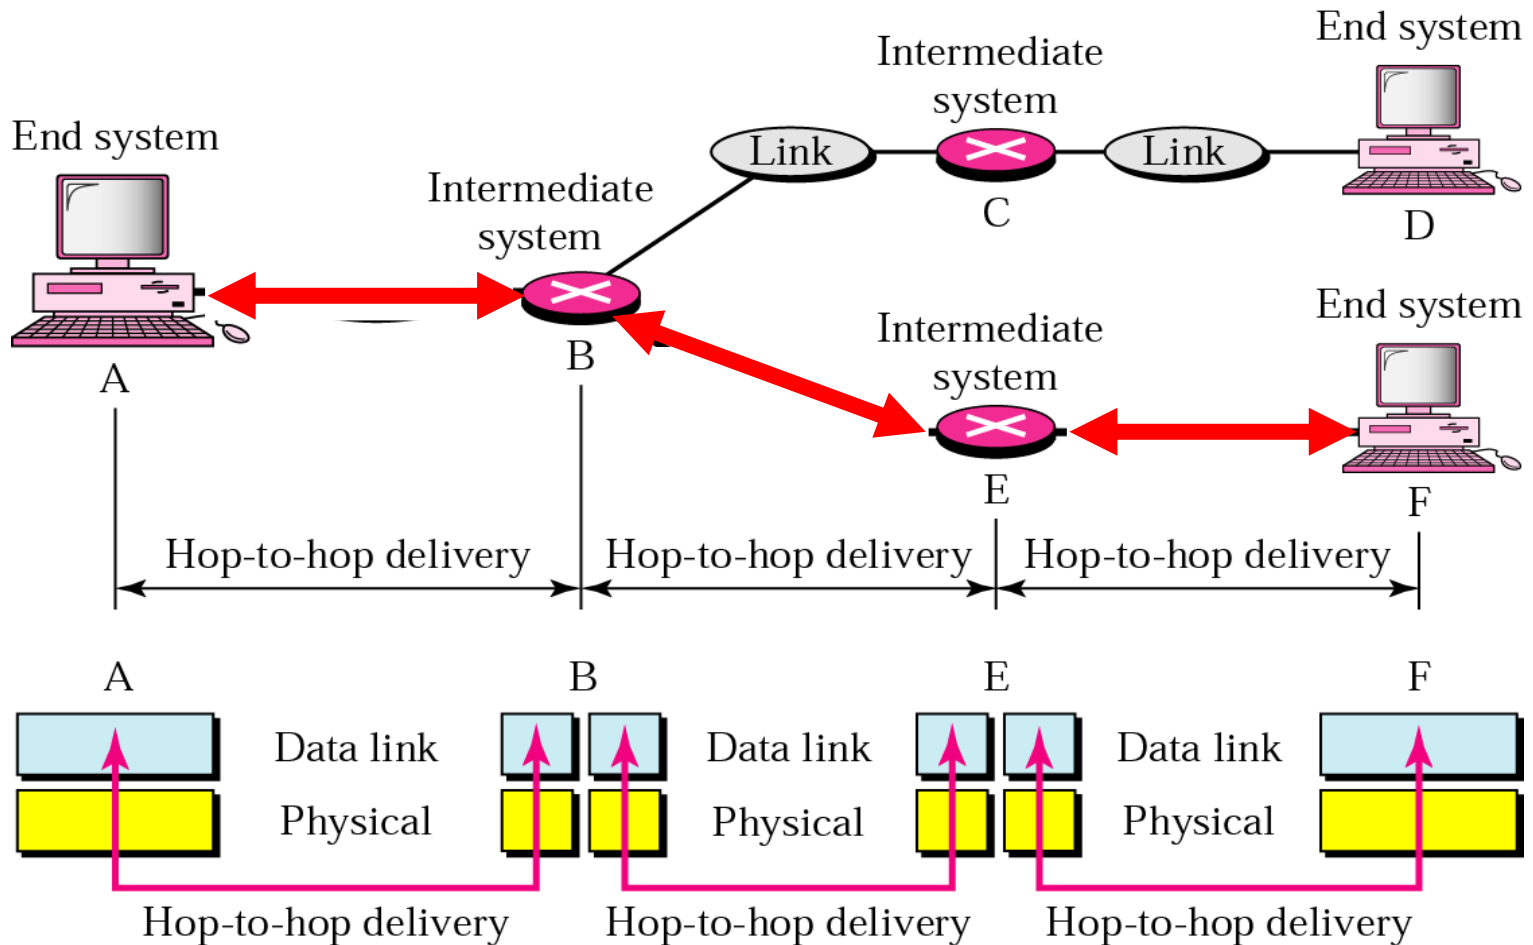 End system
Intermediate
system
End system
Link
Link
Intermediate
system
C
D
A
B
Intermediate
system
End system
E
F
Hop-to-hop delivery
Hop-to-hop delivery
Hop-to-hop delivery
A
B
E
F
Data link
Data link
Data link
Physical
Physical
Physical
Hop-to-hop delivery
Hop-to-hop delivery
Hop-to-hop delivery